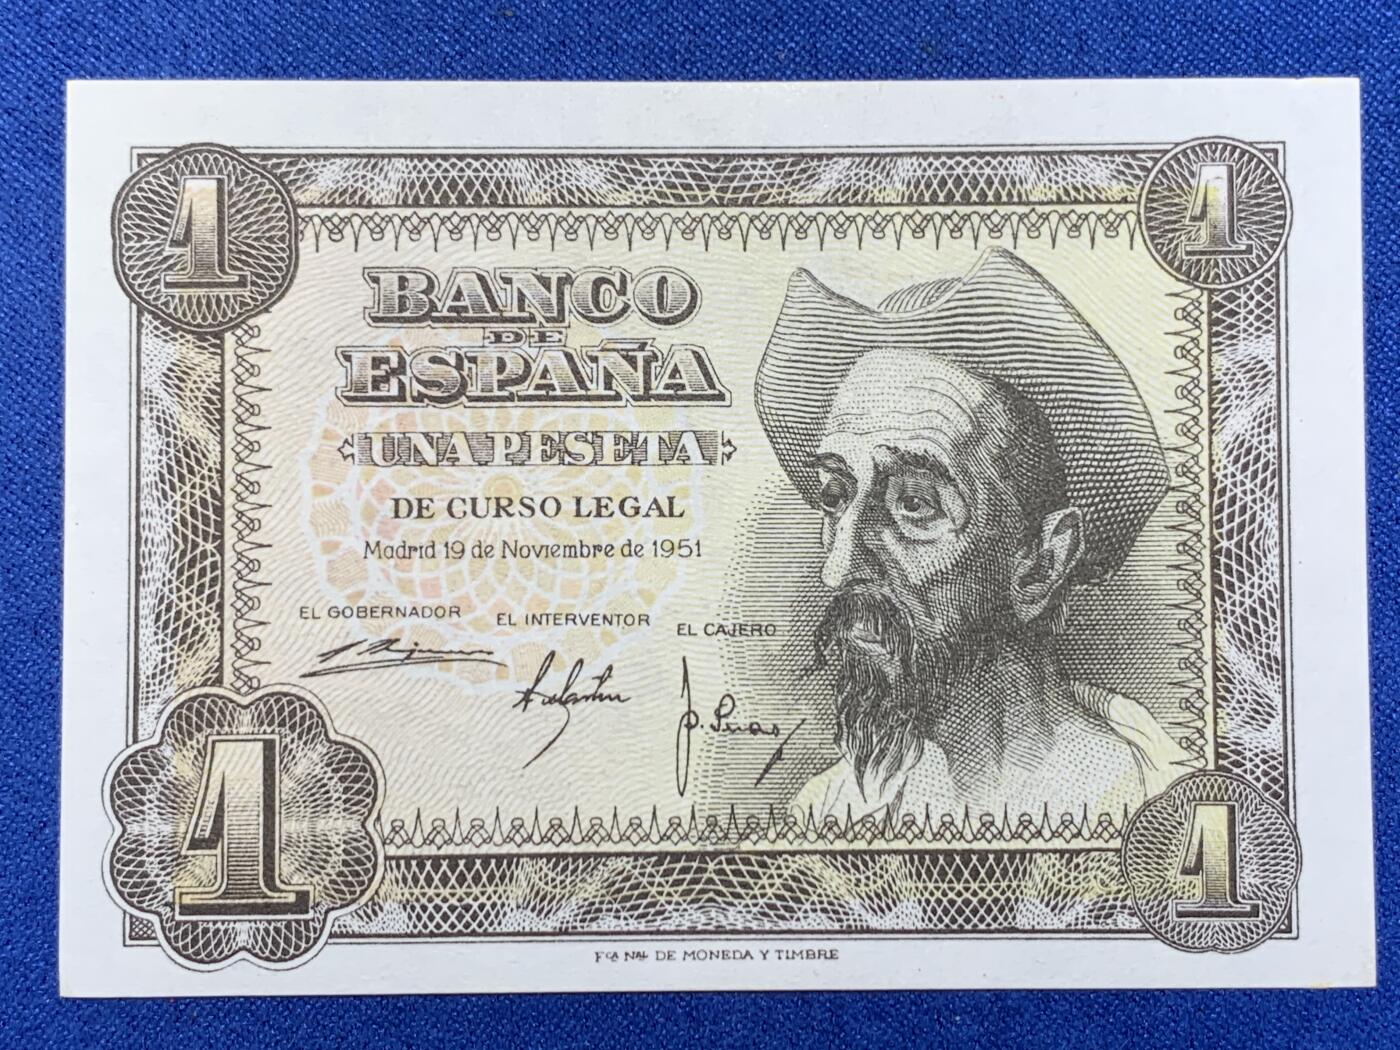 1
1
BANCO
DE
ESPAÑA
UNA PESETA
DE CURSO LEGAL
Madrid 19 de Noviembre de 1951
EL GOBERNADOR
EL INTERVENTOR
EL CAJERO
1
1
FCA NAL DE MONEDA Y TIMBRE